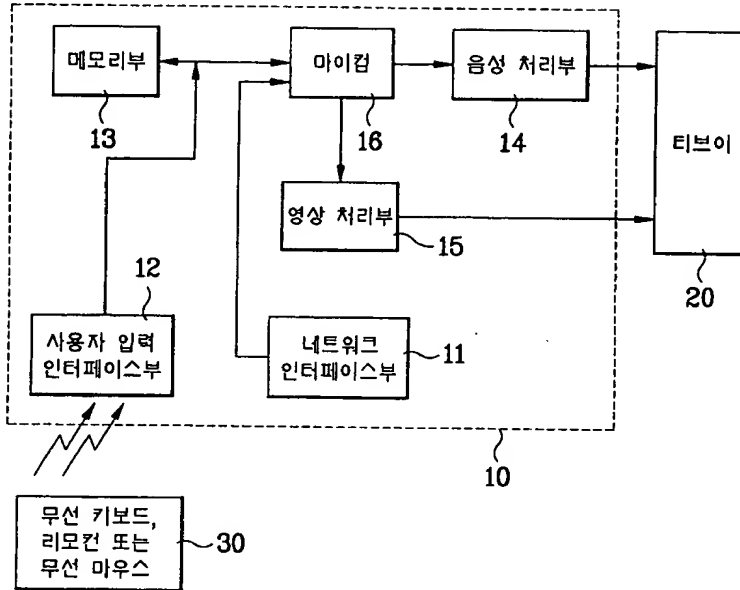 메모리부
13
마이컴
16
음성 처리부
14
티브이
20
영상 처리부
15
12
사용자 입력
인터페이스부
네트워크
인터페이스부
11
10
무선 키보드,
리모컨 또는
무선 마우스
30